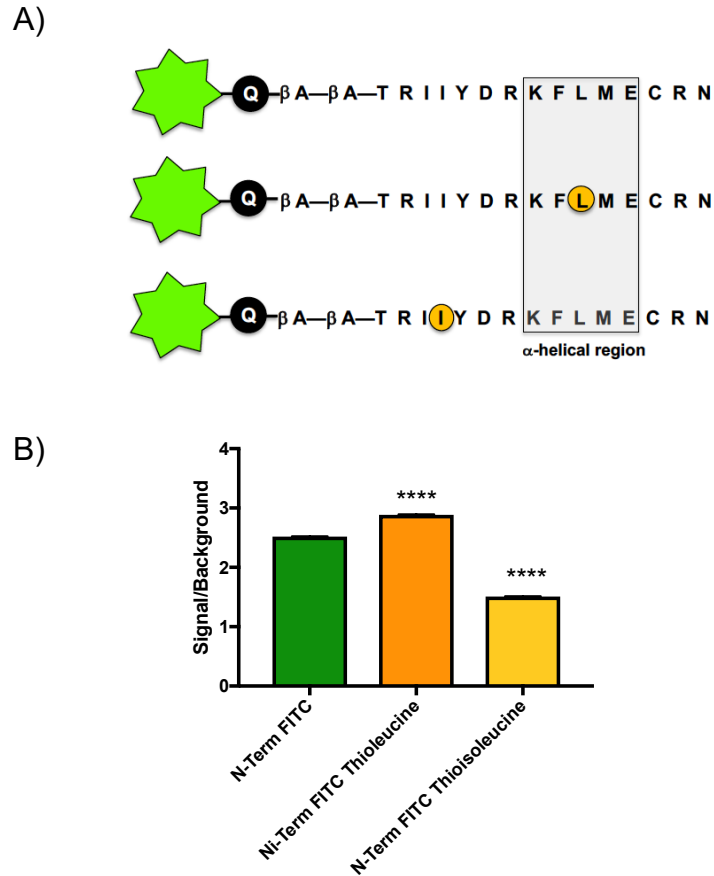 A)
Q βA—βA—T R I I Y D R K F L M E C R N
Q βA—βA—T R I I Y D R K F L M E C R N
Q βA—βA—T R I I Y D R K F L M E C R N
α-helical region
B)
Signal/Background
4
3
2
1
0
****
****
N-Term FITC
Ni-Term FITC Thioleucine
N-Term FITC Thioisoleucine